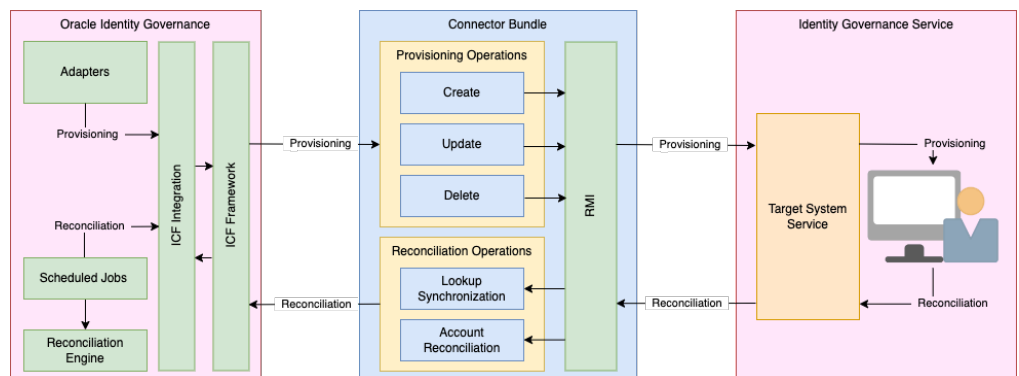 Oracle Identity Governance
Adapters
Provisioning
Reconciliation
Scheduled Jobs
Reconciliation
Engine
ICF Integration
ICF Framework
Provisioning
Reconciliation
Connector Bundle
Provisioning Operations
Create
Update
Delete
Reconciliation Operations
Lookup
Synchronization
Account
Reconciliation
RMI
Provisioning
Reconciliation
Identity Governance Service
Target System
Service
Provisioning
Reconciliation